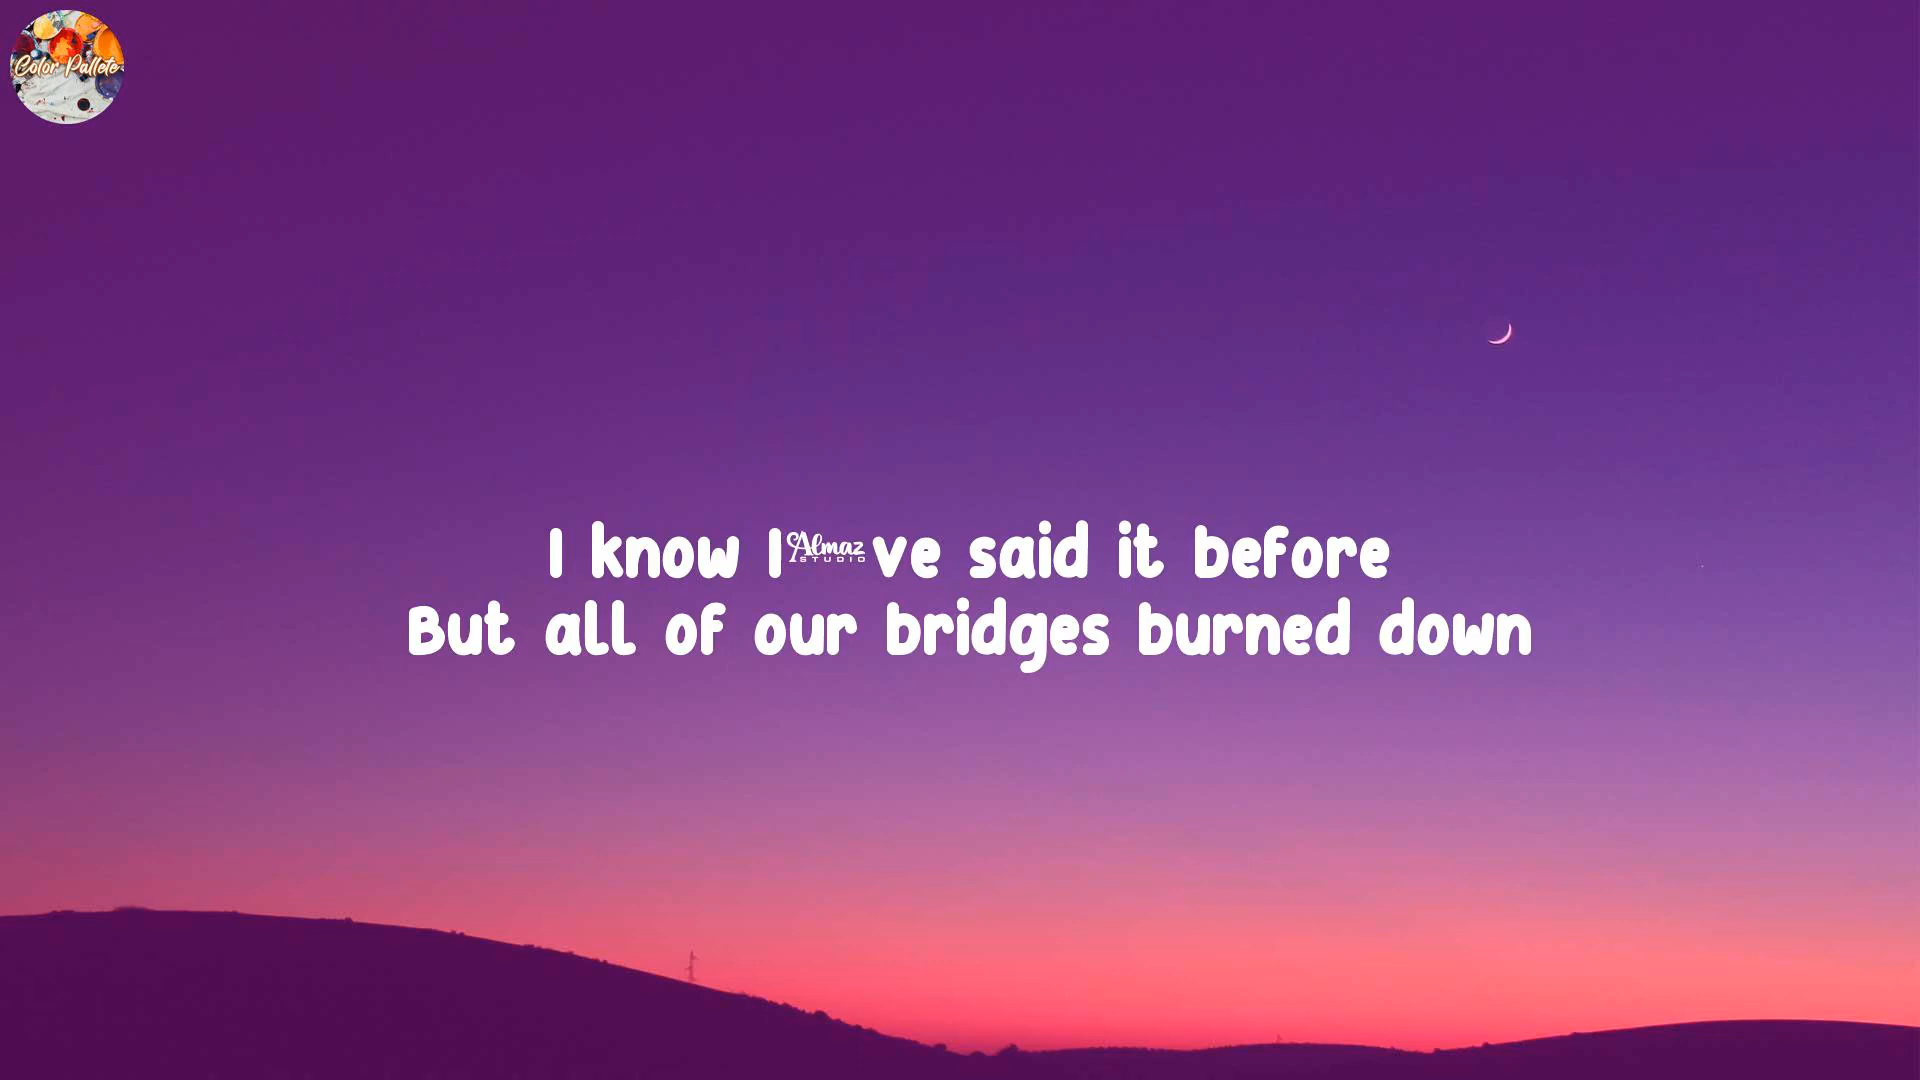 Color Pallete
I know I Almaz STUDIO ve said it before
But all of our bridges burned down